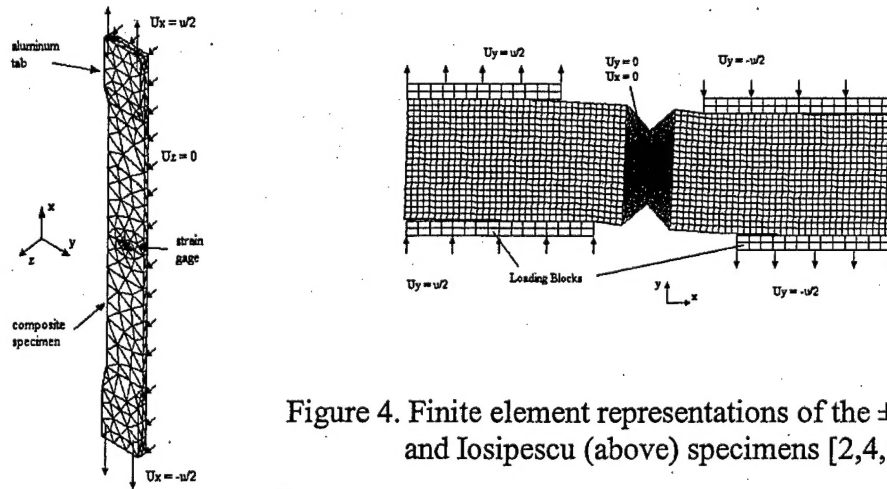 Ux = u/2
aluminum
tab
Uz = 0
x
y
z
strain
gage
composite
specimen
Ux = -u/2
Uy = u/2
Uy = 0
Ux = 0
Uy = -u/2
Loading Blocks
Uy = u/2
y
x
Uy = -u/2
Figure 4. Finite element representations of the ±
and Iosipescu (above) specimens [2,4,